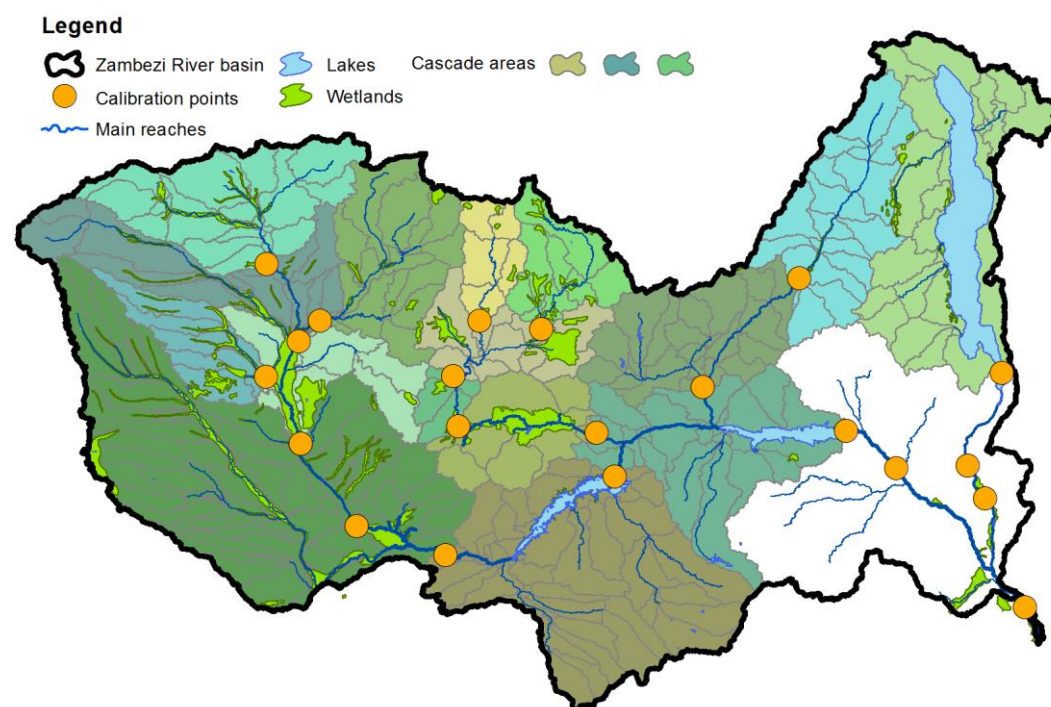 Legend
Zambezi River basin Lakes Cascade areas
Calibration points Wetlands
Main reaches